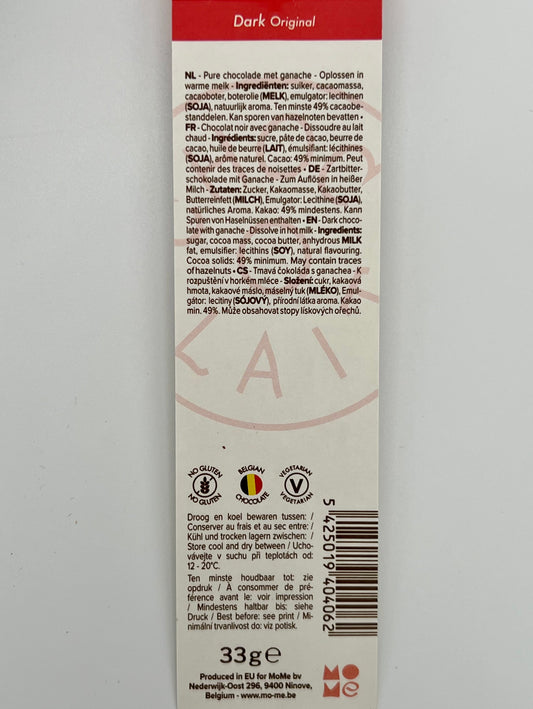 Dark Original
NL - Pure chocolade met ganache - Oplossen in
warme melk - Ingrediënten: suiker, cacaomassa,
cacaoboter, boterolie (MELK), emulgator: lecithinen
(SOJA), natuurlijk aroma. Ten minste 49% cacaobe-
standdelen. Kan sporen van hazelnoten bevatten •
FR - Chocolat noir avec ganache - Dissoudre au lait
chaud - Ingrédients: sucre, pâte de cacao, beurre de
cacao, huile de beurre (LAIT), émulsifiant: lécithines
(SOJA), arôme naturel. Cacao: 49% minimum. Peut
contenir des traces de noisettes • DE - Zartbitter-
schokolade mit Ganache - Zum Auflösen in heißer
Milch - Zutaten: Zucker, Kakaomasse, Kakaobutter,
Butterreinfett (MILCH), Emulgator: Lecithine (SOJA),
natürliches Aroma. Kakao: 49% mindestens. Kann
Spuren von Haselnüssen enthalten • EN - Dark choco-
late with ganache - Dissolve in hot milk - Ingredients:
sugar, cocoa mass, cocoa butter, anhydrous MILK
fat, emulsifier: lecithins (SOY), natural flavouring.
Cocoa solids: 49% minimum. May contain traces
of hazelnuts • CS - Tmavá čokoláda s ganachea - K
rozpuštění v horkém mléce - Složení: cukr, kakaová
hmota, kakaové máslo, máselný tuk (MLÉKO), Emul-
gátor: lecitiny (SÓJOVÝ), přírodní látka aroma. Kakao
min. 49%. Může obsahovat stopy lískových ořechů.
LAIT
NO GLUTEN
NO GLUTEN
BELGIAN
CHOCOLATE
VEGETARIAN
V
VEGETARIAN
Droog en koel bewaren tussen: /
Conserver au frais et au sec entre: /
Kühl und trocken lagern zwischen: /
Store cool and dry between: / Ucho-
vávejte v suchu při teplotách od:
12 - 20°C.
Ten minste houdbaar tot: zie
opdruk / À consommer de pré-
férence avant le: voir impression
/ Mindestens haltbar bis: siehe
Druck / Best before: see print / Mi-
nimální trvanlivost do: viz potisk.
5 425019 404062
33g e
Produced in EU for MoMe bv
Nederwijk-Oost 296, 9400 Ninove,
Belgium - www.mo-me.be
MO
Me